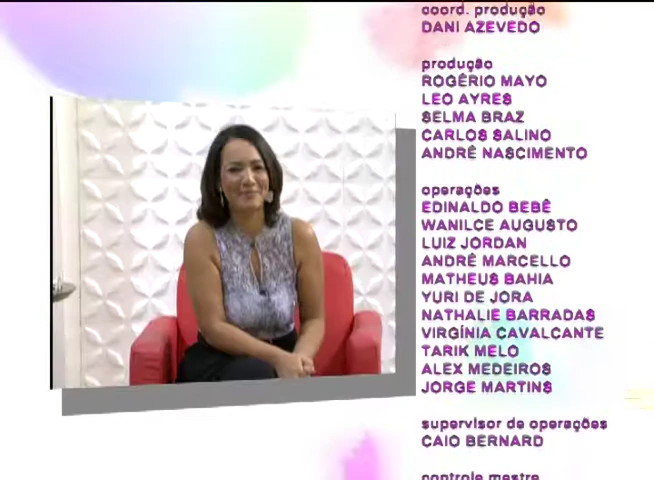 coord. produção
DANI AZEVEDO
produção
ROGÉRIO MAYO
LEO AYRES
SELMA BRAZ
CARLOS SALINO
ANDRÉ NASCIMENTO
operações
EDINALDO BEBÊ
WANILCE AUGUSTO
LUIZ JORDAN
ANDRÉ MARCELLO
MATHEUS BAHIA
YURI DE JORA
NATHALIE BARRADAS
VIRGÍNIA CAVALCANTE
TARIK MELO
ALEX MEDEIROS
JORGE MARTINS
supervisor de operações
CAIO BERNARD
controle mestre